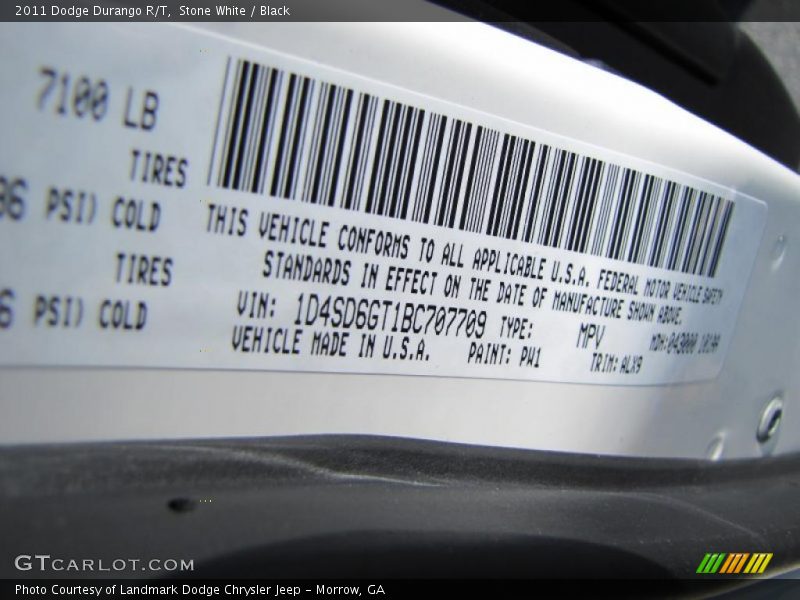 2011 Dodge Durango R/T, Stone White / Black
7100 LB
TIRES
PSI) COLD
TIRES
PSI) COLD
THIS VEHICLE CONFORMS TO ALL APPLICABLE U.S.A. FEDERAL MOTOR VEHICLE SAFETY
STANDARDS IN EFFECT ON THE DATE OF MANUFACTURE SHOWN ABOVE.
VIN: 1D4SD6GT1BC707709 TYPE: MPV MDH:
VEHICLE MADE IN U.S.A. PAINT: PW1 TRIM: ALX9
GTCARLOT.COM
Photo Courtesy of Landmark Dodge Chrysler Jeep – Morrow, GA